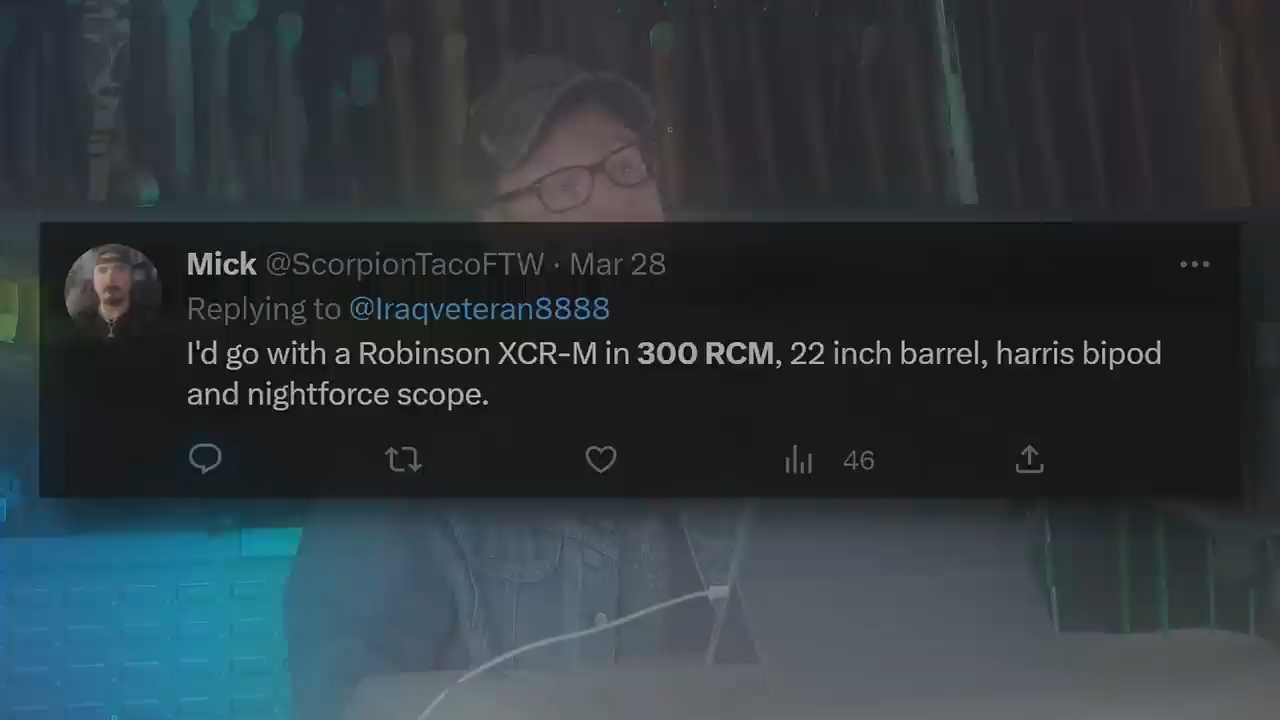 Mick @ScorpionTacoFTW · Mar 28
Replying to @Iraqveteran8888
I'd go with a Robinson XCR-M in 300 RCM, 22 inch barrel, harris bipod
and nightforce scope.
46